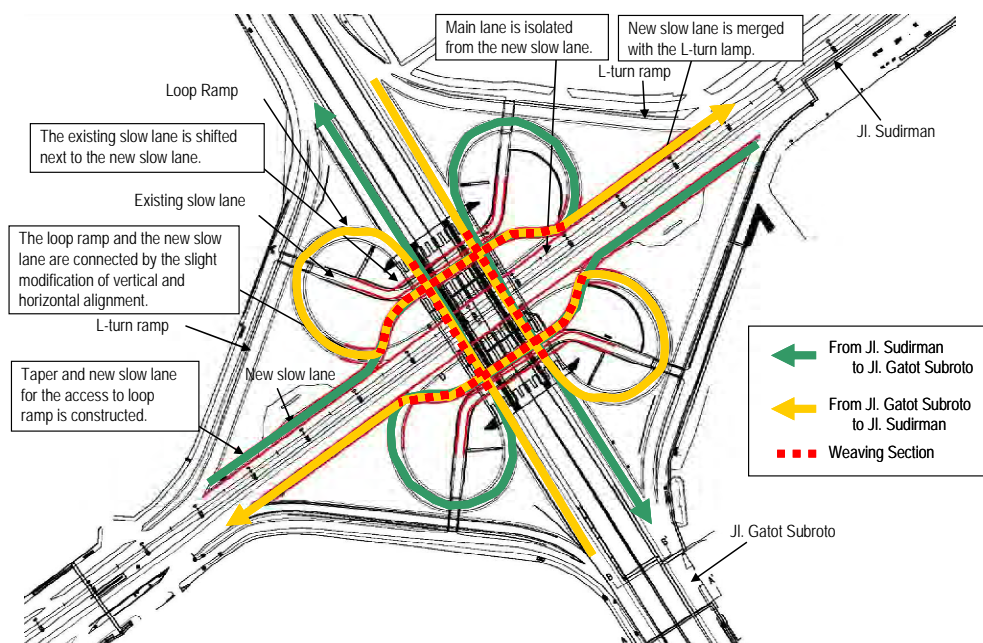 Main lane is isolated
from the new slow lane.
New slow lane is merged
with the L-turn lamp.
L-turn ramp
Loop Ramp
Jl. Sudirman
The existing slow lane is shifted
next to the new slow lane.
Existing slow lane
The loop ramp and the new slow
lane are connected by the slight
modification of vertical and
horizontal alignment.
L-turn ramp
New slow lane
Taper and new slow lane
for the access to loop
ramp is constructed.
From Jl. Sudirman
to Jl. Gatot Subroto
From Jl. Gatot Subroto
to Jl. Sudirman
Weaving Section
Jl. Gatot Subroto